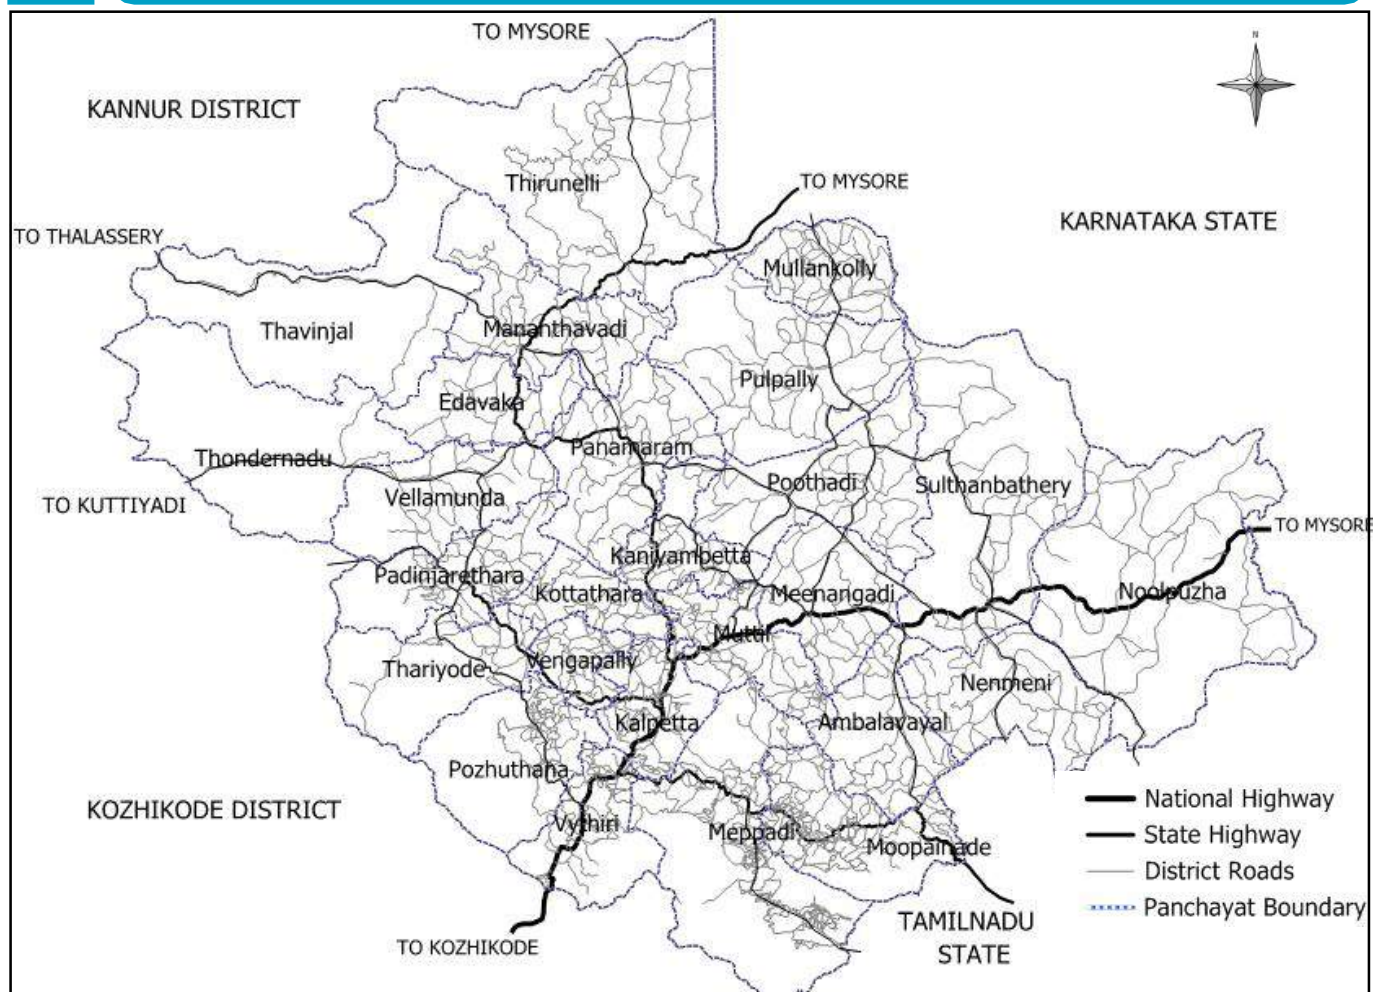 TO MYSORE
N
KANNUR DISTRICT
Thirunelli
TO MYSORE
KARNATAKA STATE
TO THALASSERY
Mullankolly
Thavinjal
Mananthavadi
Pulpally
Edavaka
Panamaram
Thondernadu
Poothadi
Sulthanbathery
Vellamunda
TO KUTTIYADI
TO MYSORE
Kaniyambetta
Padinjarethara
Kottathara
Meenangadi
Noolpuzha
Muttil
Vengapally
Thariyode
Nenmeni
Kalpetta
Ambalavayal
Pozhuthana
KOZHIKODE DISTRICT
National Highway
Vythiri
Meppadi
State Highway
Moopainade
District Roads
Panchayat Boundary
TAMILNADU
STATE
TO KOZHIKODE